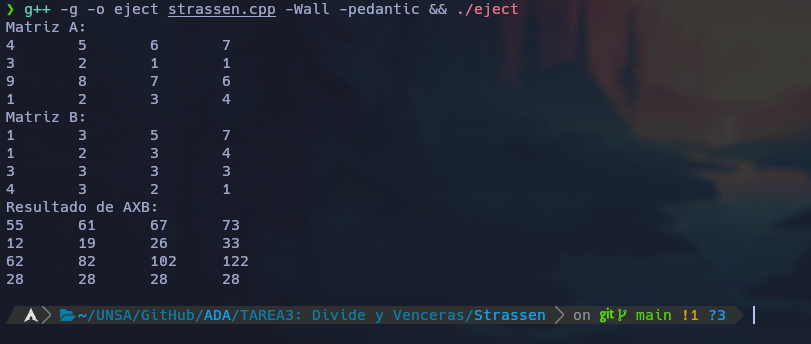 ❯ g++ -g -o eject strassen.cpp -Wall -pedantic && ./eject
Matriz A:
4 5 6 7
3 2 1 1
9 8 7 6
1 2 3 4
Matriz B:
1 3 5 7
1 2 3 4
3 3 3 3
4 3 2 1
Resultado de AXB:
55 61 67 73
12 19 26 33
62 82 102 122
28 28 28 28
~/UNSA/GitHub/ADA/TAREA3: Divide y Venceras/Strassen on git main !1 ?3